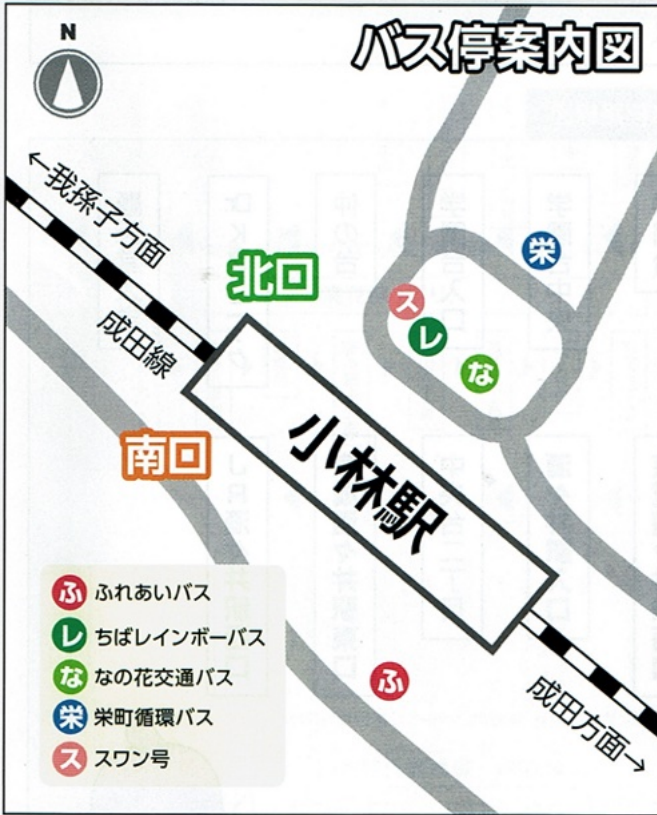 バス停案内図
N
←我孫子方面
北口
成田線
南口
栄
ス
レ
な
小林駅
ふ
成田方面→
ふ ふれあいバス
レ ちばレインボーバス
な なの花交通バス
栄 栄町循環バス
ス スワン号